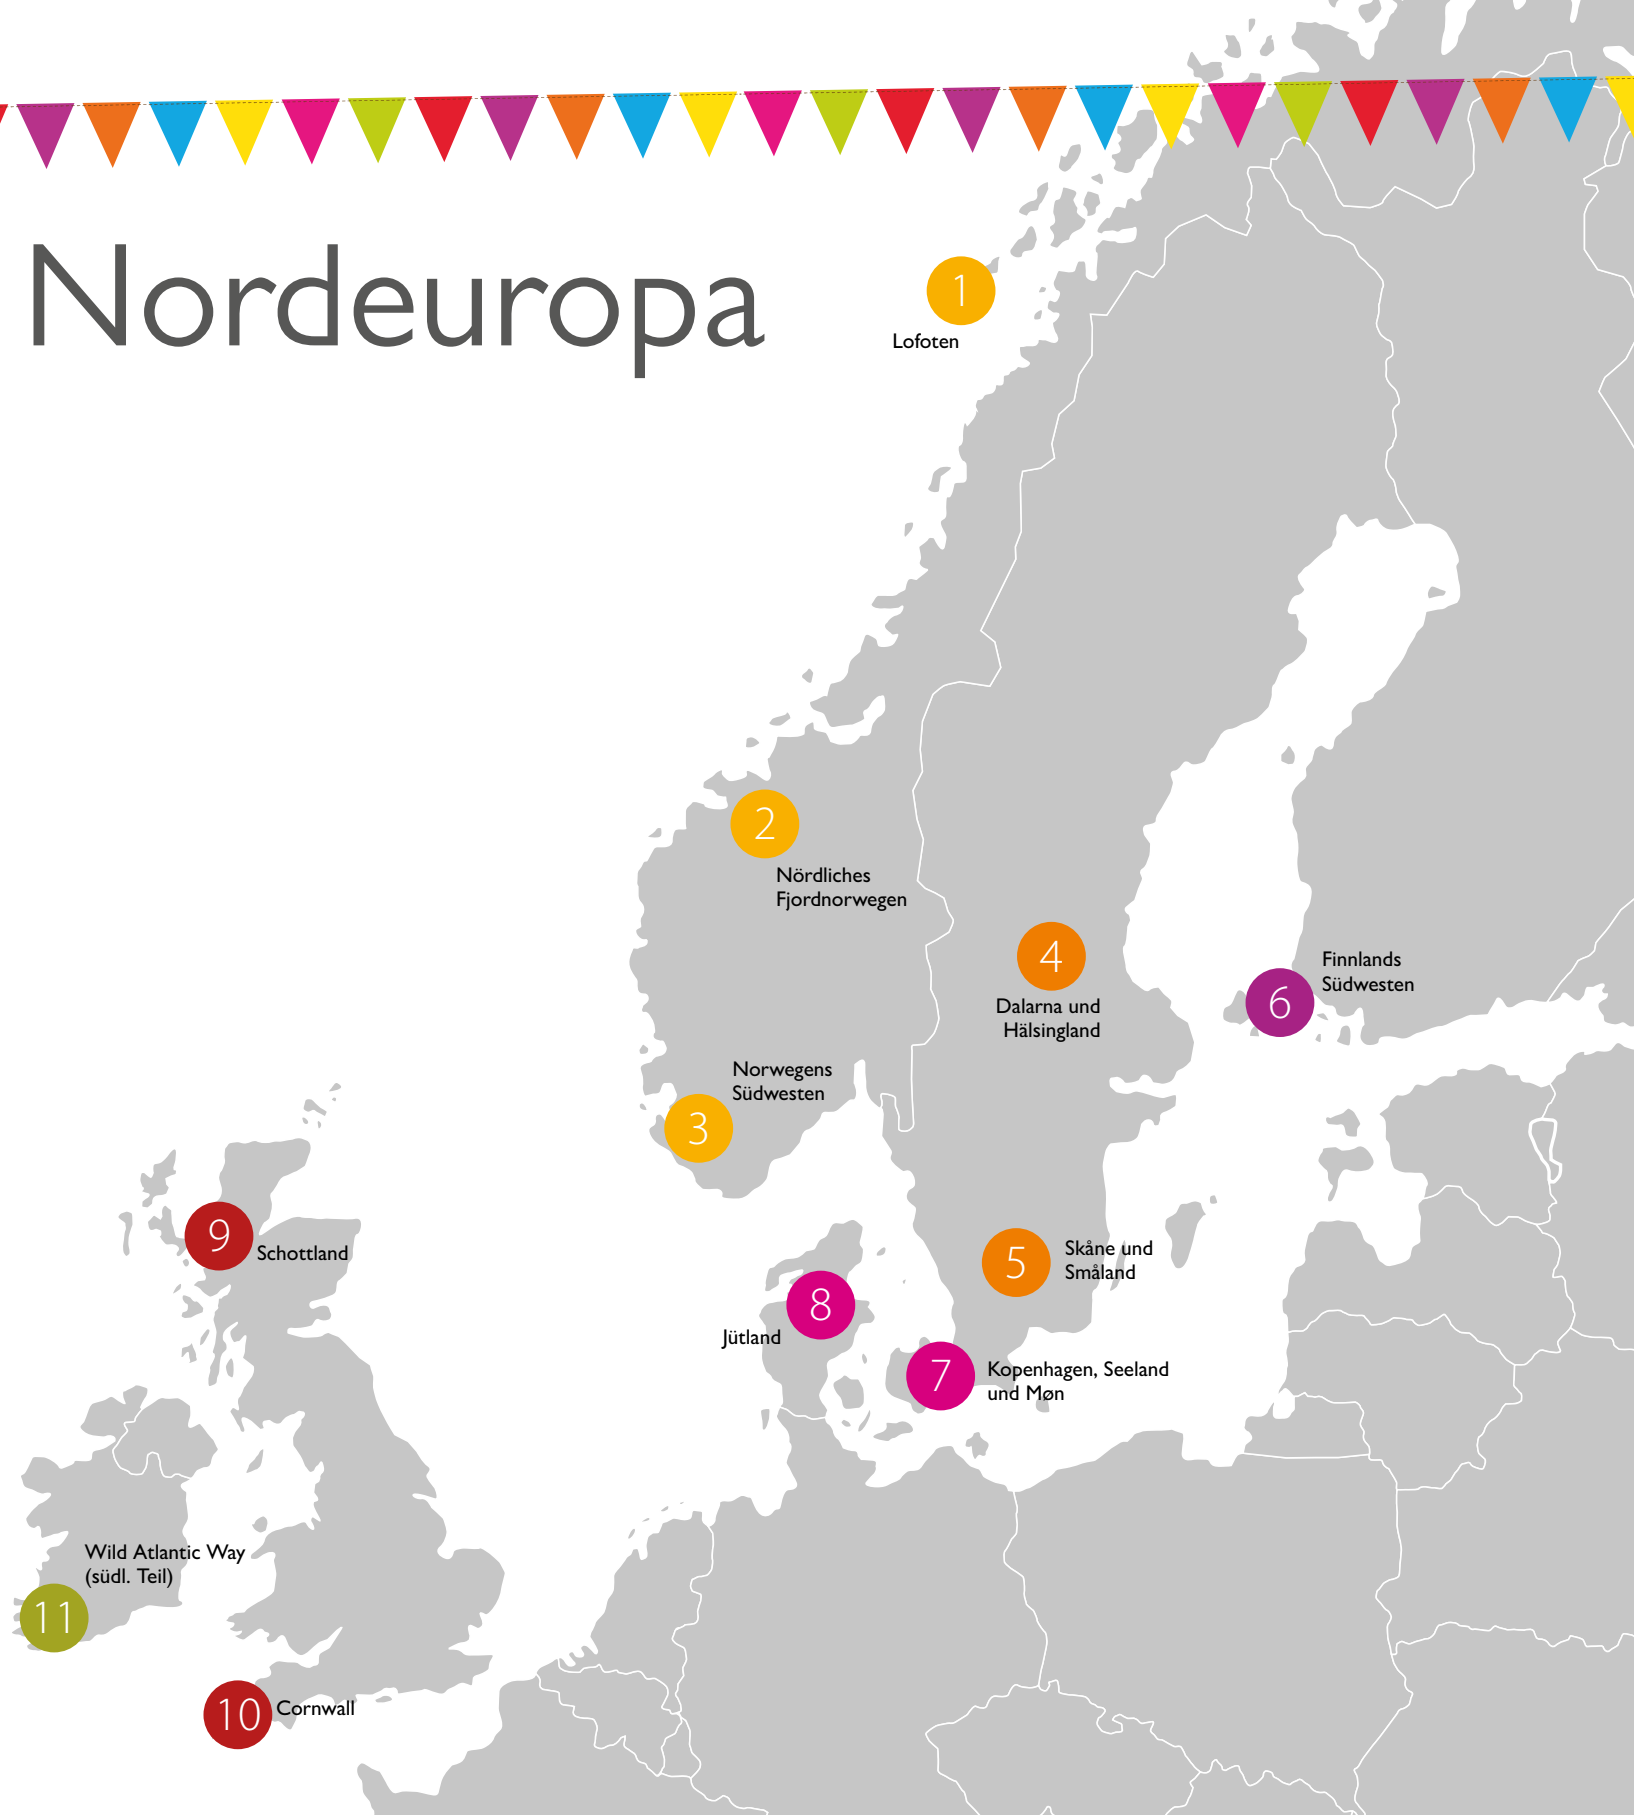 Nordeuropa
1
Lofoten
2
Nördliches
Fjordnorwegen
4
Dalarna und
Hälsingland
Finnlands
Südwesten
6
Norwegens
Südwesten
3
9
Schottland
5
Skåne und
Småland
8
Jütland
7
Kopenhagen, Seeland
und Møn
Wild Atlantic Way
(südl. Teil)
11
10
Cornwall